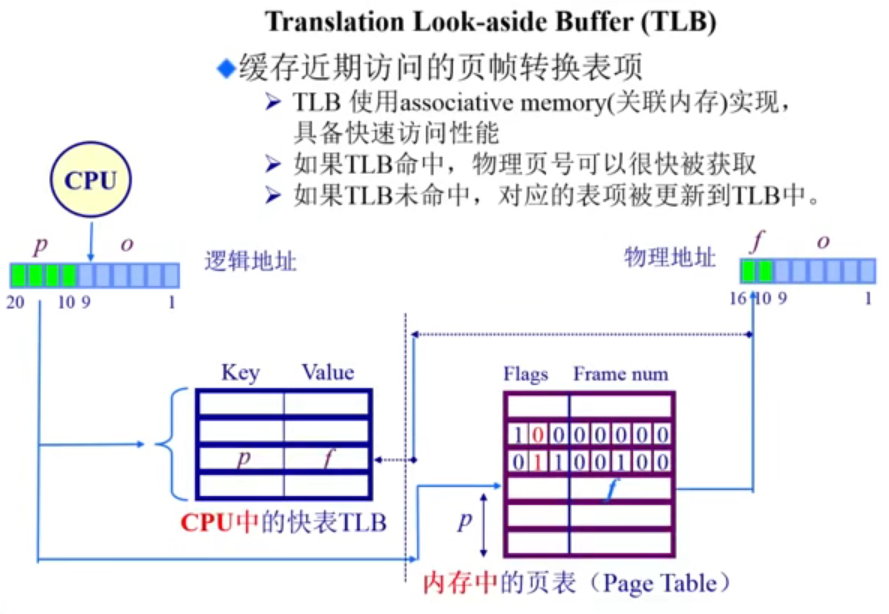 Translation Look-aside Buffer (TLB)
缓存近期访问的页帧转换表项
TLB 使用associative memory(关联内存)实现，
具备快速访问性能
如果TLB命中，物理页号可以很快被获取
如果TLB未命中，对应的表项被更新到TLB中。
CPU
p o
逻辑地址
20 10 9 1
物理地址
f o
16 10 9 1
Key Value
p f
CPU中的快表TLB
Flags Frame num
1 0 0 0 0 0 0 0
0 1 1 0 0 1 0 0
f
p
内存中的页表（Page Table）